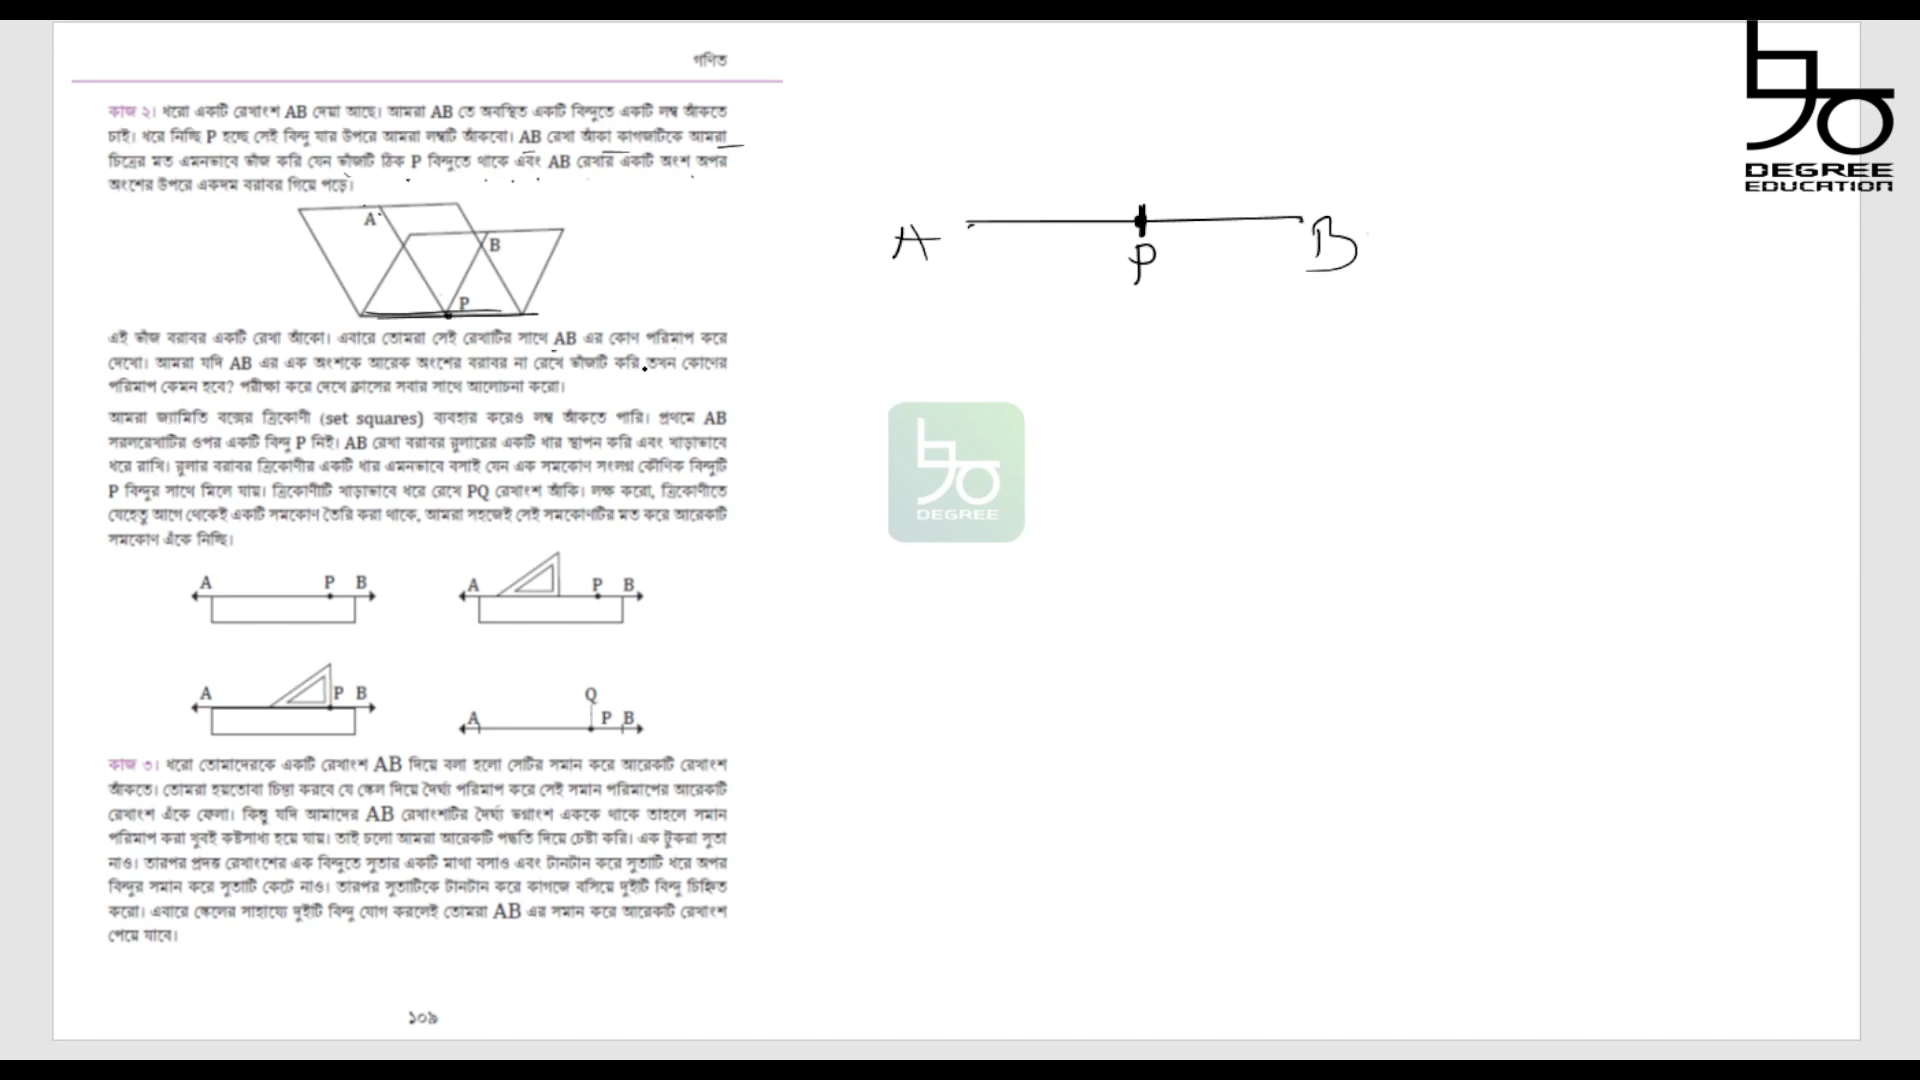 গণিত
কাজ ২। ধরো একটি রেখাংশ AB দেয়া আছে। আমরা AB তে অবস্থিত একটি বিন্দুতে একটি লম্ব আঁকতে
চাই। ধরে নিচ্ছি P হচ্ছে সেই বিন্দু যার উপরে আমরা লম্বটি আঁকবো। AB রেখা আঁকা কাগজটিকে আমরা
চিত্রের মত এমনভাবে ভাঁজ করি যেন ভাঁজটি ঠিক P বিন্দুতে থাকে এবং AB রেখার একটি অংশ অপর
অংশের উপরে একদম বরাবর গিয়ে পড়ে।
A
B
P
এই ভাঁজ বরাবর একটি রেখা আঁকো। এবারে তোমরা সেই রেখাটির সাথে AB এর কোণ পরিমাপ করে
দেখো। আমরা যদি AB এর এক অংশকে আরেক অংশের বরাবর না রেখে ভাঁজটি করি তখন কোণের
পরিমাপ কেমন হবে? পরীক্ষা করে দেখে ক্লাসের সবার সাথে আলোচনা করো।
আমরা জ্যামিতি বক্সের ত্রিকোণী (set squares) ব্যবহার করেও লম্ব আঁকতে পারি। প্রথমে AB
সরলরেখাটির ওপর একটি বিন্দু P নিই। AB রেখা বরাবর রুলারের একটি ধার স্থাপন করি এবং খাড়াভাবে
ধরে রাখি। রুলার বরাবর ত্রিকোণীর একটি ধার এমনভাবে বসাই যেন এক সমকোণ সংলগ্ন কৌণিক বিন্দুটি
P বিন্দুর সাথে মিলে যায়। ত্রিকোণীটি খাড়াভাবে ধরে রেখে PQ রেখাংশ আঁকি। লক্ষ করো, ত্রিকোণীতে
যেহেতু আগে থেকেই একটি সমকোণ তৈরি করা থাকে, আমরা সহজেই সেই সমকোণটির মত করে আরেকটি
সমকোণ এঁকে নিচ্ছি।
A P B
A P B
A P B
Q
A P B
কাজ ৩। ধরো তোমাদেরকে একটি রেখাংশ AB দিয়ে বলা হলো সেটির সমান করে আরেকটি রেখাংশ
আঁকতে। তোমরা হয়তোবা চিন্তা করবে যে স্কেল দিয়ে দৈর্ঘ্য পরিমাপ করে সেই সমান পরিমাপের আরেকটি
রেখাংশ এঁকে ফেলা। কিন্তু যদি আমাদের AB রেখাংশটির দৈর্ঘ্য ভগ্নাংশ এককে থাকে তাহলে সমান
পরিমাপ করা খুবই কষ্টসাধ্য হয়ে যায়। তাই চলো আমরা আরেকটি পদ্ধতি দিয়ে চেষ্টা করি। এক টুকরা সুতা
নাও। তারপর প্রদত্ত রেখাংশের এক বিন্দুতে সুতার একটি মাথা বসাও এবং টানটান করে সুতাটি ধরে অপর
বিন্দুর সমান করে সুতাটি কেটে নাও। তারপর সুতাটিকে টানটান করে কাগজে বসিয়ে দুইটি বিন্দু চিহ্নিত
করো। এবারে স্কেলের সাহায্যে দুইটি বিন্দু যোগ করলেই তোমরা AB এর সমান করে আরেকটি রেখাংশ
পেয়ে যাবে।
১০৯
A P B
DEGREE
DEGREE
EDUCATION